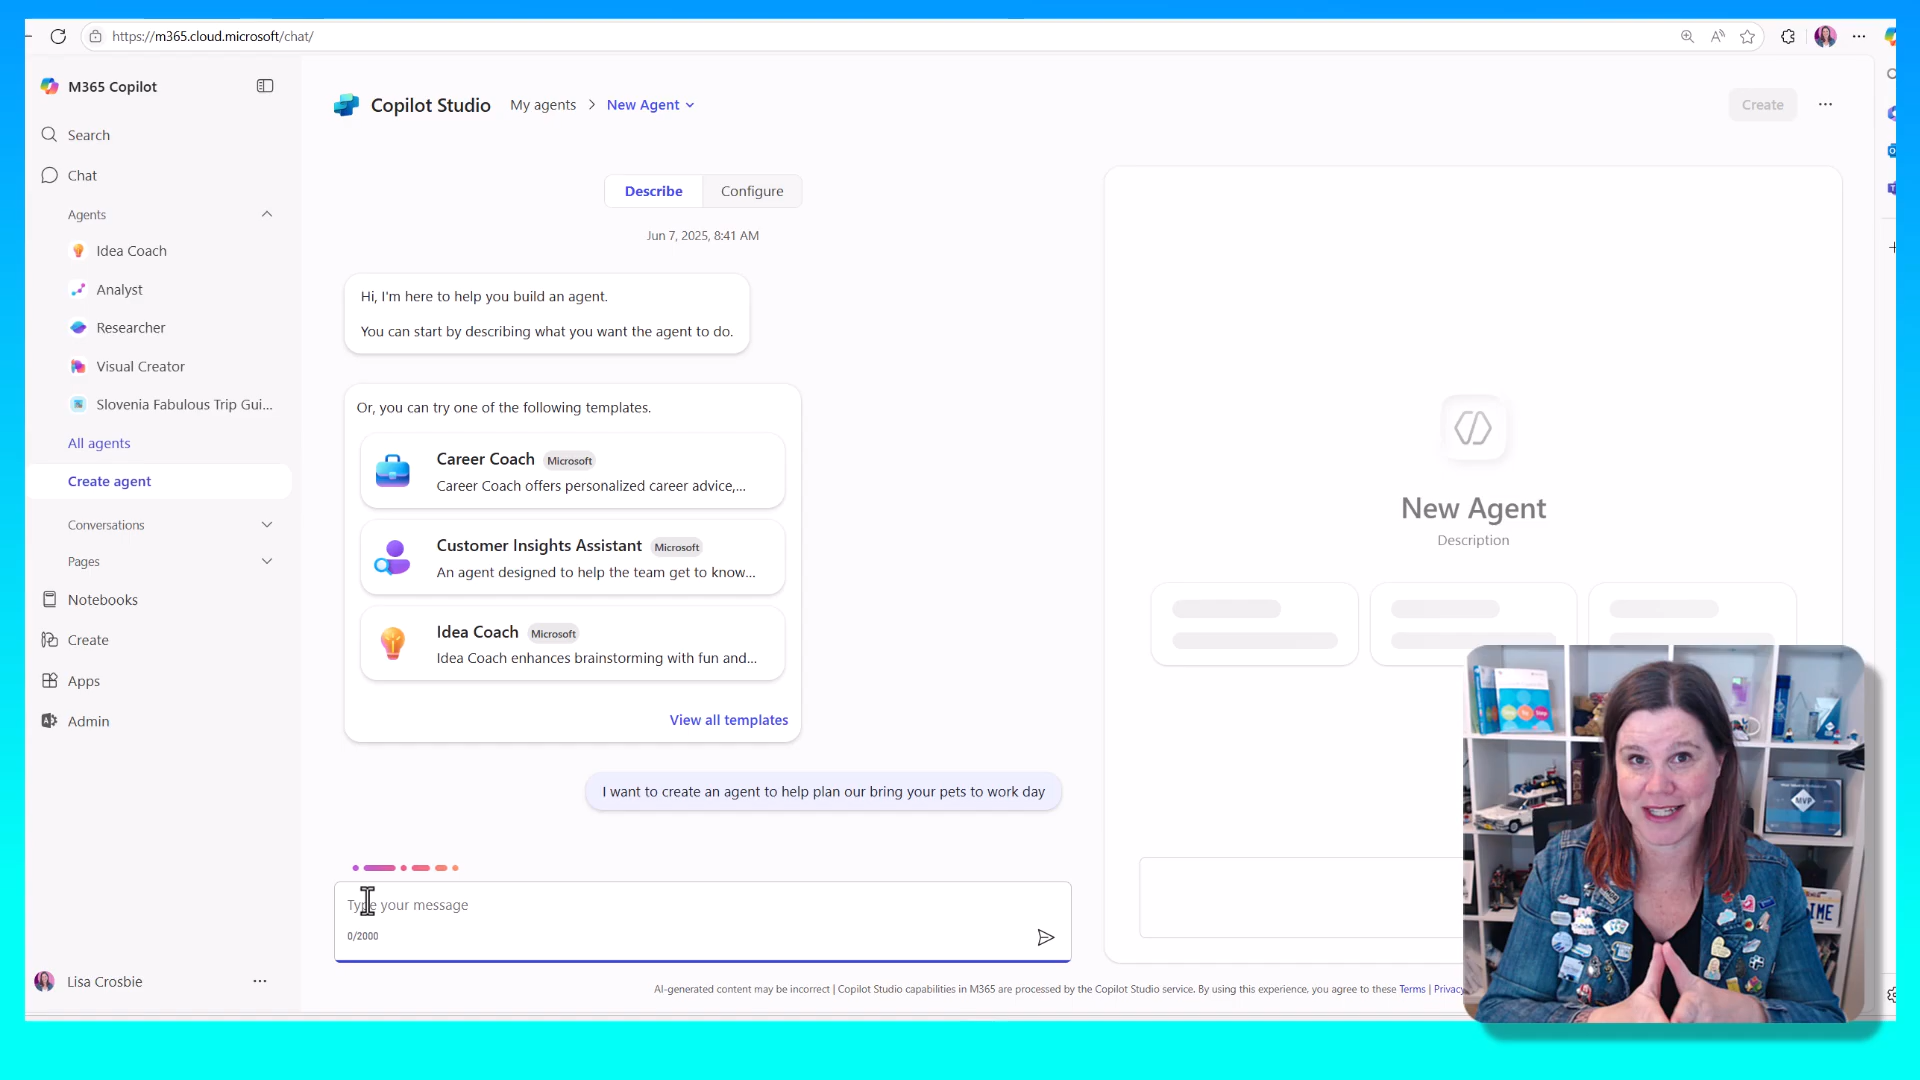 https://m365.cloud.microsoft/chat/
M365 Copilot
Search
Chat
Agents
Idea Coach
Analyst
Researcher
Visual Creator
Slovenia Fabulous Trip Gui...
All agents
Create agent
Conversations
Pages
Notebooks
Create
Apps
Admin
Lisa Crosbie
Copilot Studio
My agents > New Agent
Create
Describe
Configure
Jun 7, 2025, 8:41 AM
Hi, I'm here to help you build an agent.
You can start by describing what you want the agent to do.
Or, you can try one of the following templates.
Career Coach Microsoft
Career Coach offers personalized career advice,...
Customer Insights Assistant Microsoft
An agent designed to help the team get to know...
Idea Coach Microsoft
Idea Coach enhances brainstorming with fun and...
View all templates
I want to create an agent to help plan our bring your pets to work day
Type your message
0/2000
AI-generated content may be incorrect | Copilot Studio capabilities in M365 are processed by the Copilot Studio service. By using this experience, you agree to these Terms | Privacy
New Agent
Description
MVP